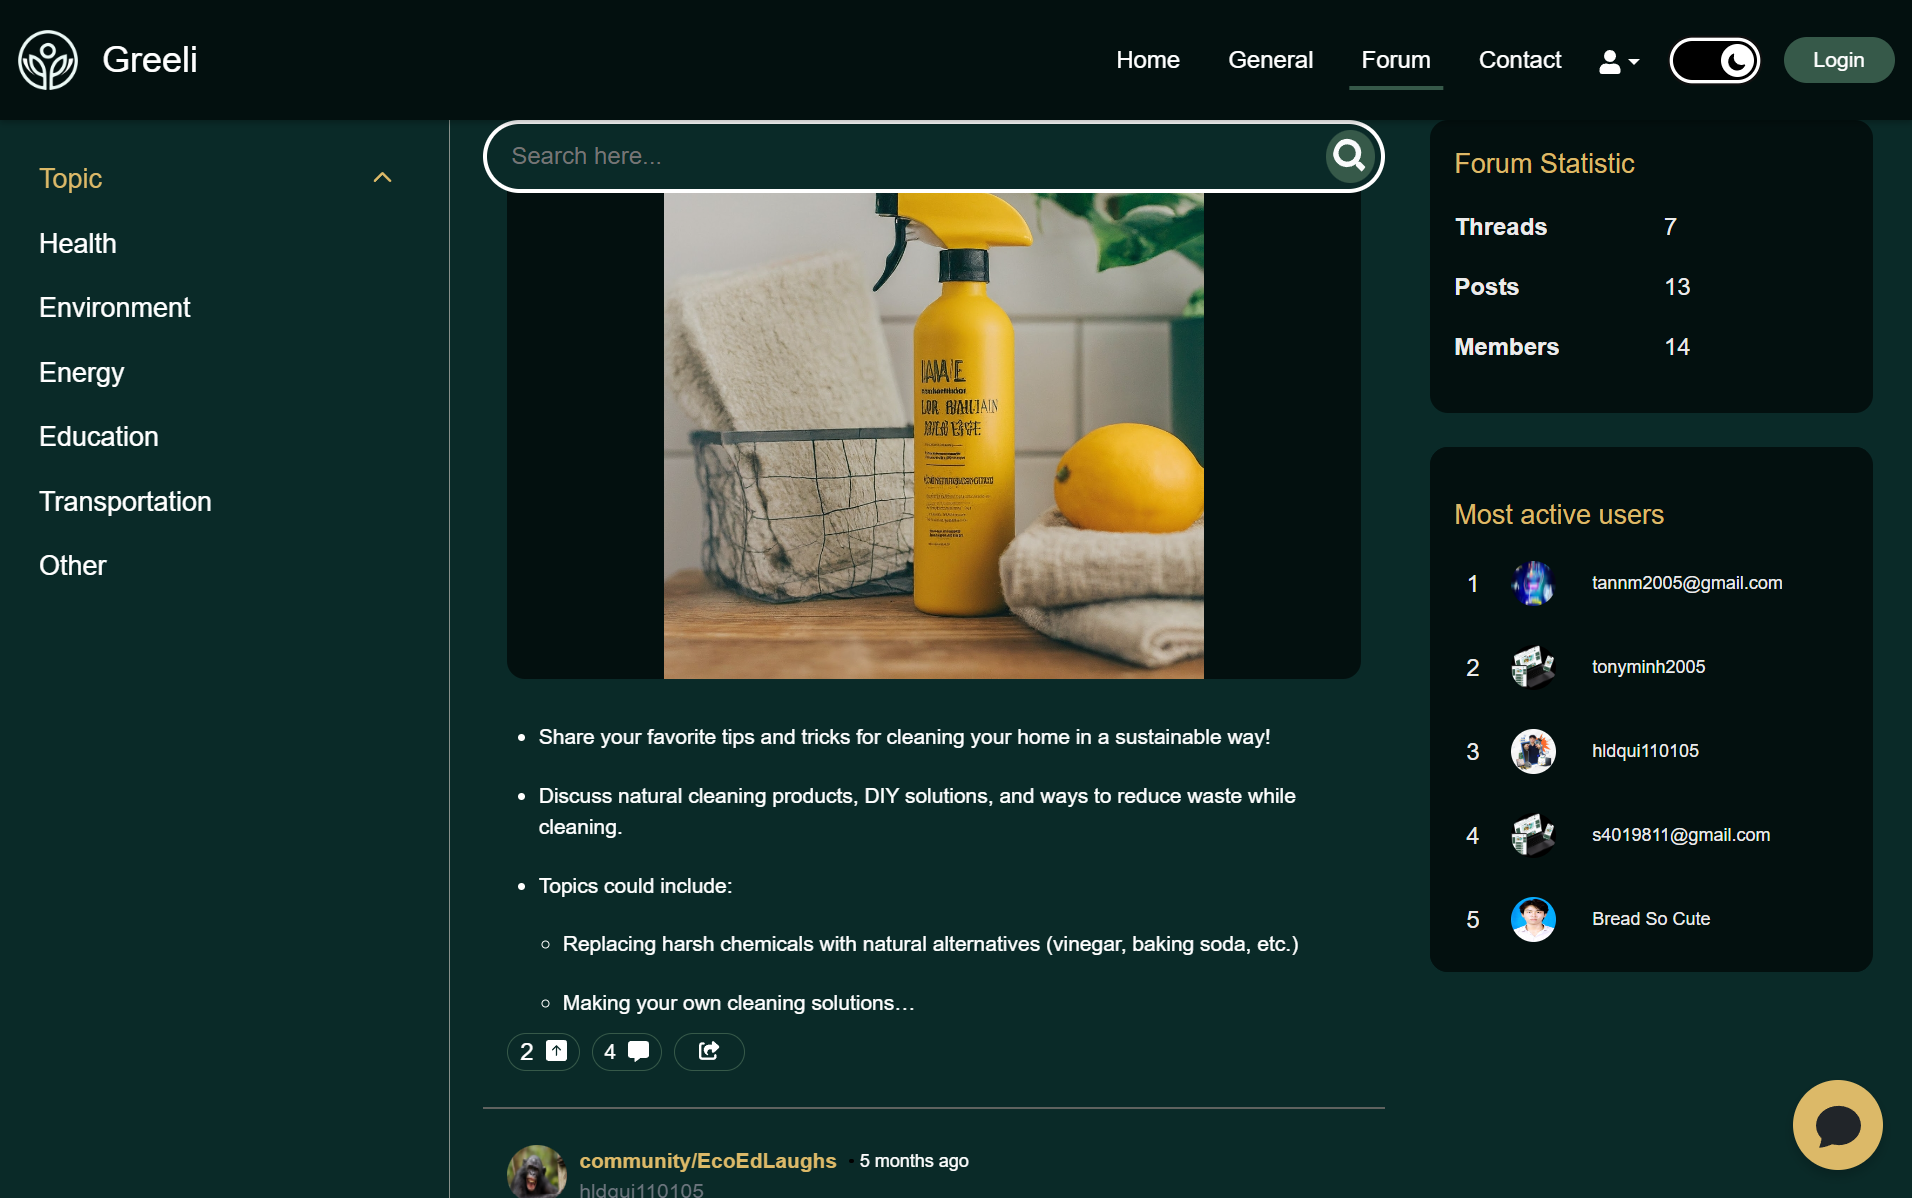 Greeli
Home
General
Forum
Contact
Login
Topic
Health
Environment
Energy
Education
Transportation
Other
Search here...
Share your favorite tips and tricks for cleaning your home in a sustainable way!
Discuss natural cleaning products, DIY solutions, and ways to reduce waste while
cleaning.
Topics could include:
Replacing harsh chemicals with natural alternatives (vinegar, baking soda, etc.)
Making your own cleaning solutions…
2
4
community/EcoEdLaughs
5 months ago
hldqui110105
Forum Statistic
Threads 7
Posts 13
Members 14
Most active users
1 tannm2005@gmail.com
2 tonyminh2005
3 hldqui110105
4 s4019811@gmail.com
5 Bread So Cute